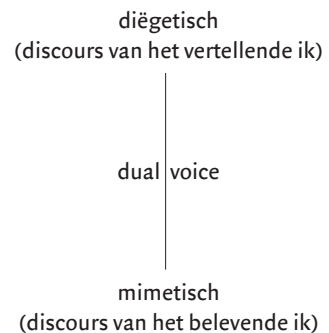 diëgetisch
(discours van het vertellende ik)
dual voice
mimetisch
(discours van het belevende ik)